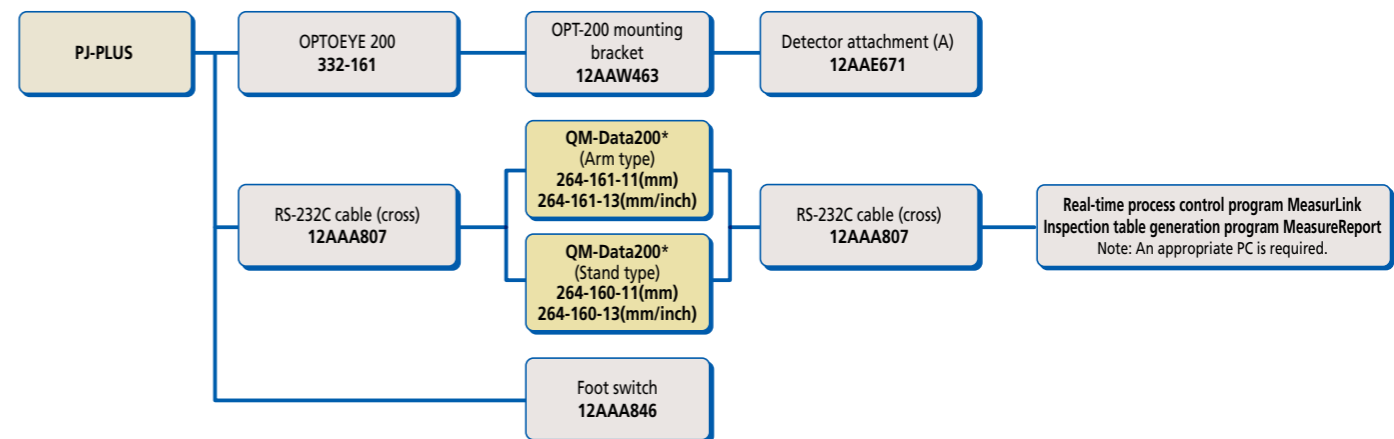 PJ-PLUS
OPTOEYE 200
332-161
OPT-200 mounting
bracket
12AAW463
Detector attachment (A)
12AAE671
RS-232C cable (cross)
12AAA807
QM-Data200*
(Arm type)
264-161-11(mm)
264-161-13(mm/inch)
QM-Data200*
(Stand type)
264-160-11(mm)
264-160-13(mm/inch)
RS-232C cable (cross)
12AAA807
Real-time process control program MeasurLink
Inspection table generation program MeasureReport
Note: An appropriate PC is required.
Foot switch
12AAA846